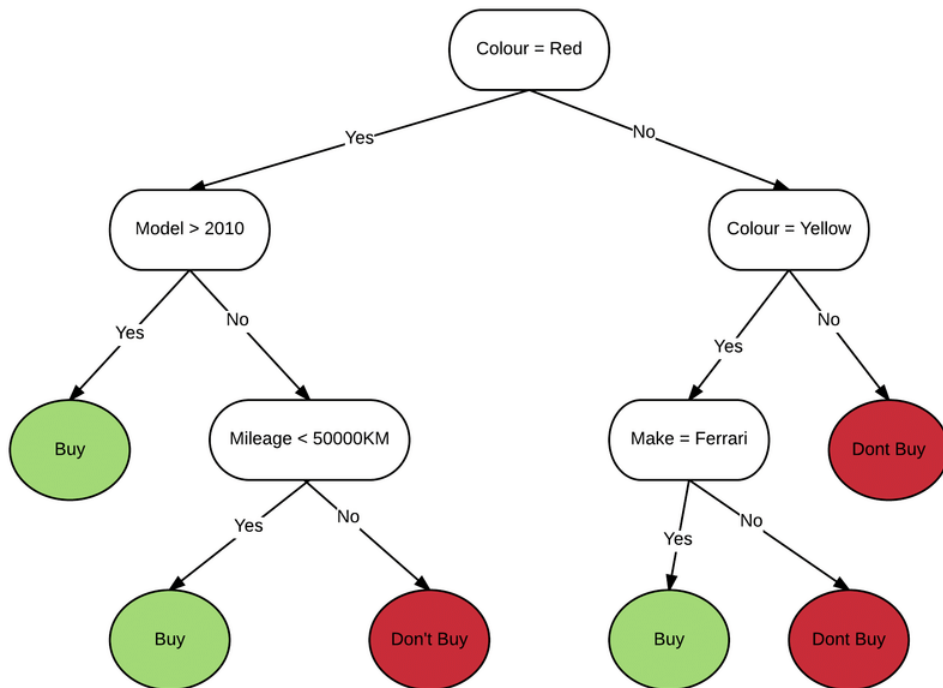 Colour = Red
Yes
No
Model > 2010
Colour = Yellow
Yes
No
Yes
No
Buy
Mileage < 50000KM
Make = Ferrari
Dont Buy
Yes
No
Yes
No
Buy
Don't Buy
Buy
Dont Buy